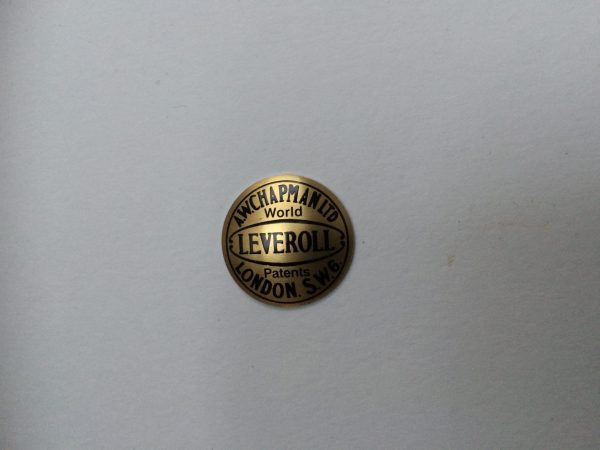 A.W.CHAPMAN LTD
World
LEVEROLL
Patents
LONDON. S.W.6.